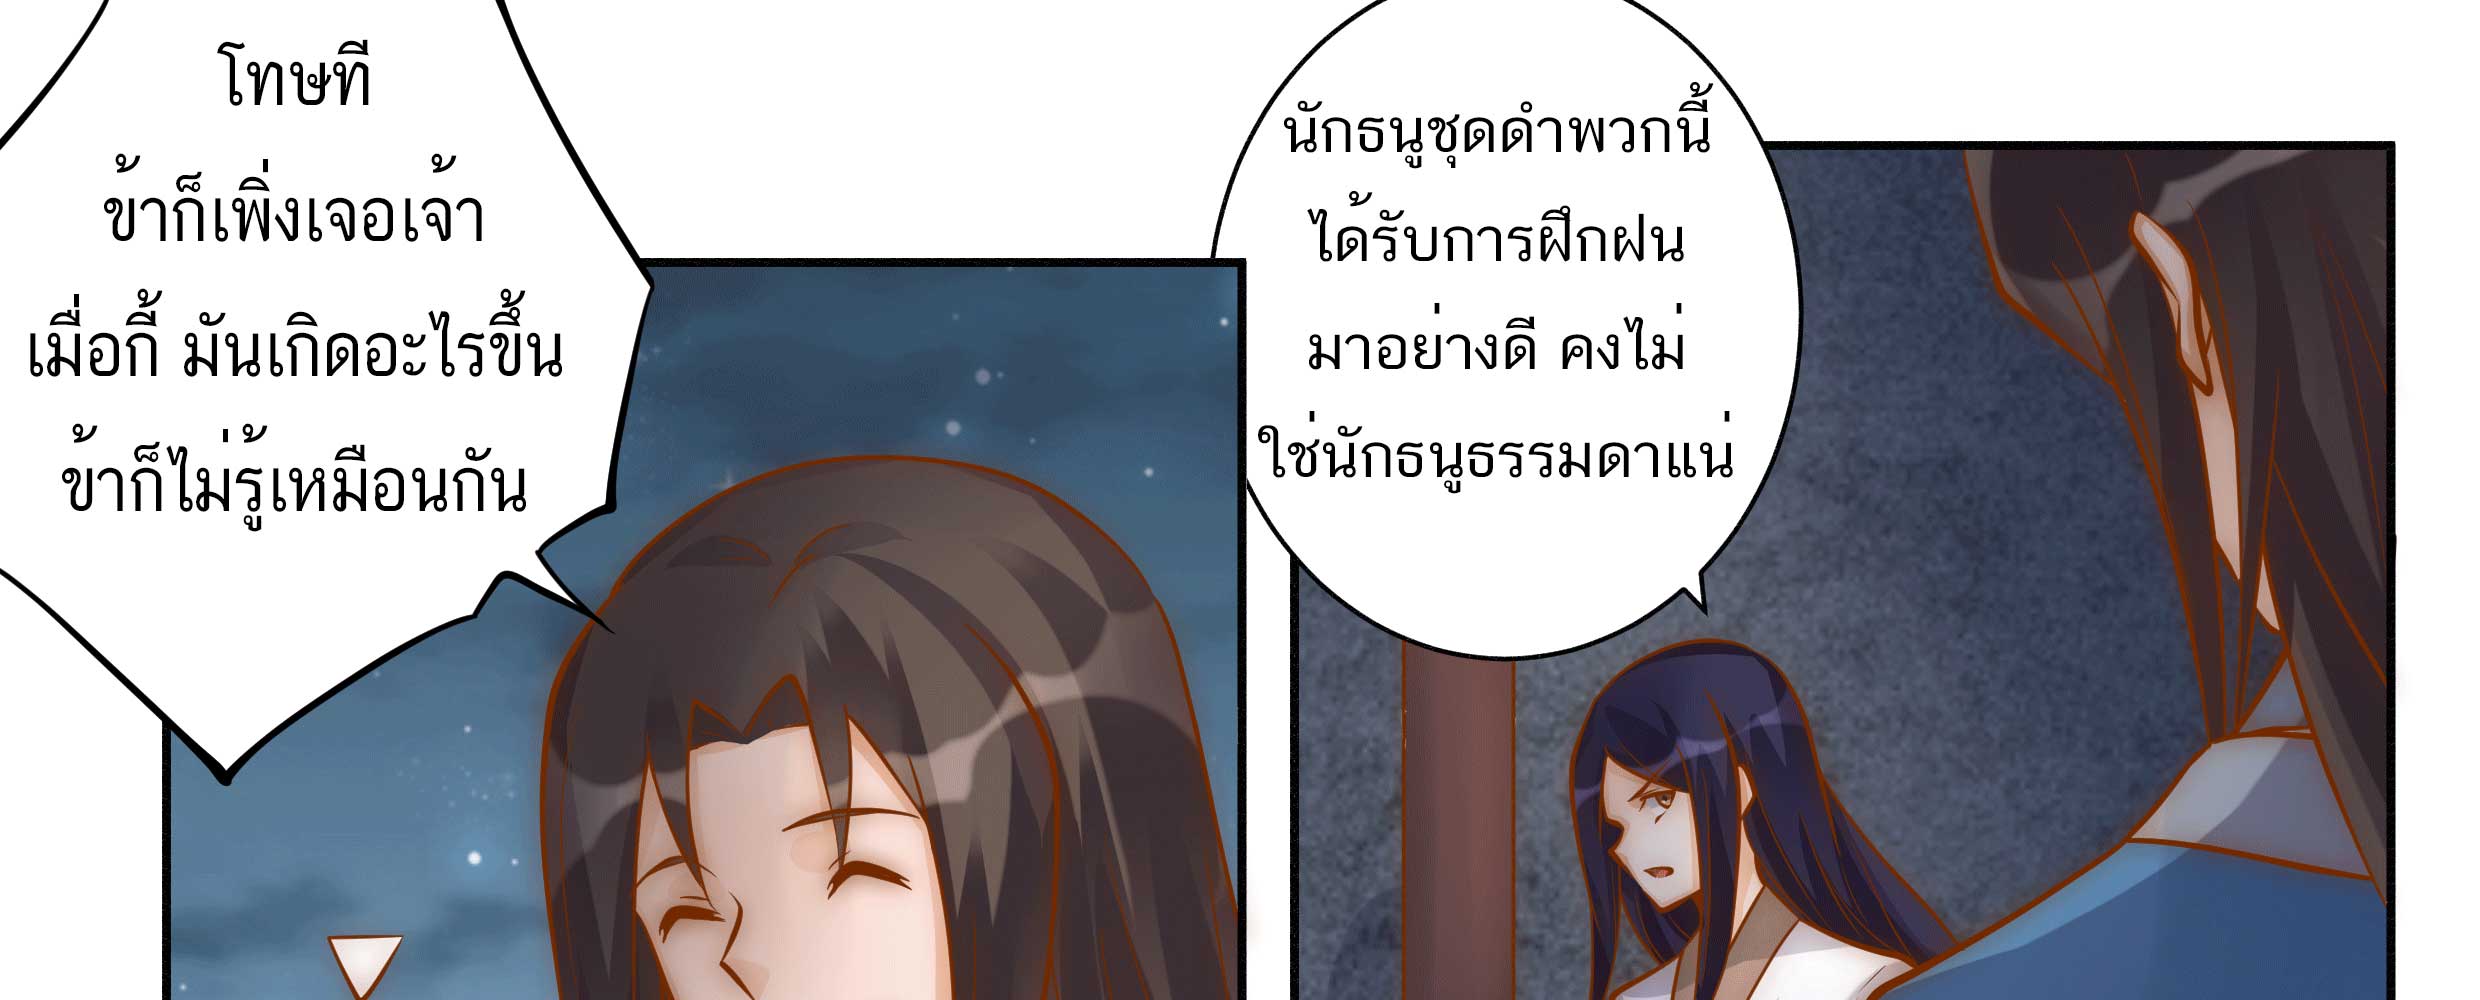 โทษที
ข้าก็เพิ่งเจอเจ้า
เมื่อกี้ มันเกิดอะไรขึ้น
ข้าก็ไม่รู้เหมือนกัน
นักธนูชุดดำพวกนี้
ได้รับการฝึกฝน
มาอย่างดี คงไม่
ใช่นักธนูธรรมดาแน่